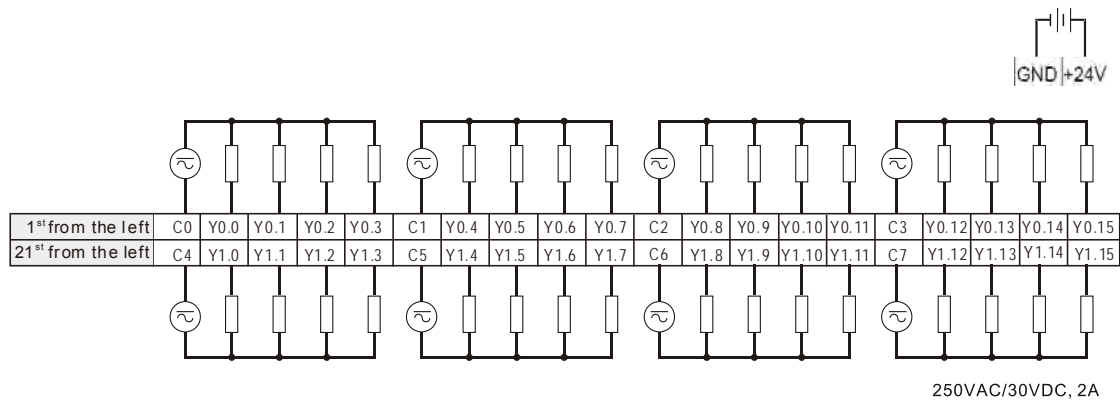 GND +24V
1st from the left C0 Y0.0 Y0.1 Y0.2 Y0.3 C1 Y0.4 Y0.5 Y0.6 Y0.7 C2 Y0.8 Y0.9 Y0.10 Y0.11 C3 Y0.12 Y0.13 Y0.14 Y0.15
21st from the left C4 Y1.0 Y1.1 Y1.2 Y1.3 C5 Y1.4 Y1.5 Y1.6 Y1.7 C6 Y1.8 Y1.9 Y1.10 Y1.11 C7 Y1.12 Y1.13 Y1.14 Y1.15
250VAC/30VDC, 2A